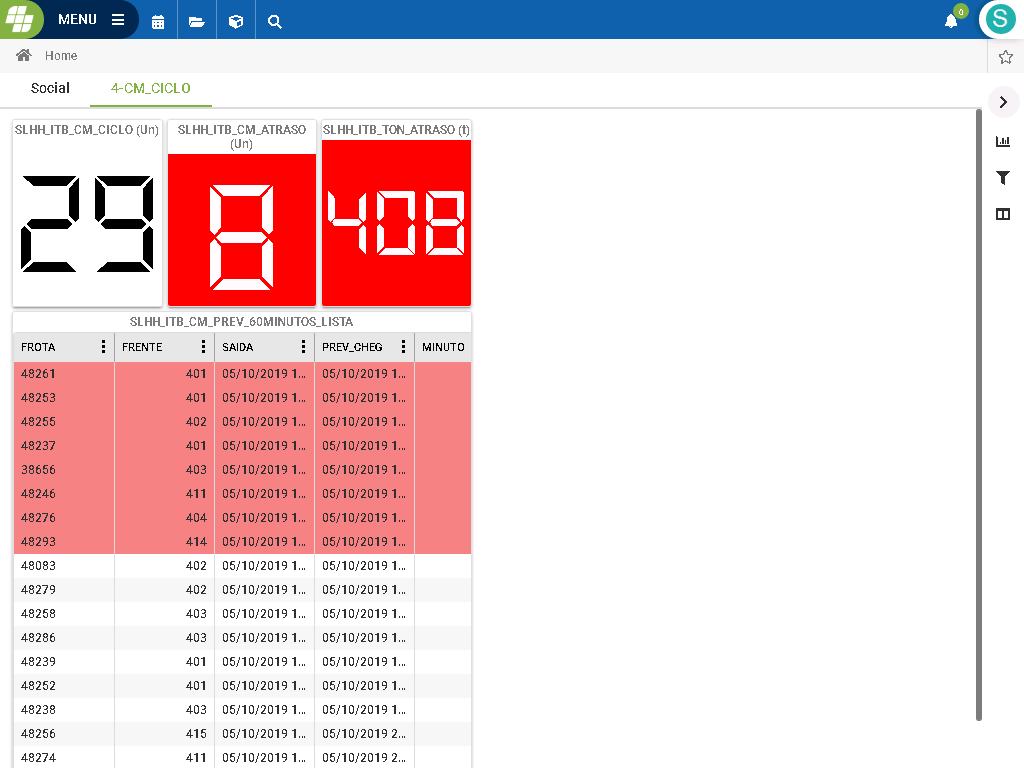 MENU
0
S
Home
Social 4-CM_CICLO
SLHH_ITB_CM_CICLO (Un) SLHH_ITB_CM_ATRASO (Un) SLHH_ITB_TON_ATRASO (t)
29 8 408
SLHH_ITB_CM_PREV_60MINUTOS_LISTA
FROTA FRENTE SAIDA PREV_CHEG MINUTO
48261 401 05/10/2019 1... 05/10/2019 1...
48253 401 05/10/2019 1... 05/10/2019 1...
48255 402 05/10/2019 1... 05/10/2019 1...
48237 401 05/10/2019 1... 05/10/2019 1...
38656 403 05/10/2019 1... 05/10/2019 1...
48246 411 05/10/2019 1... 05/10/2019 1...
48276 404 05/10/2019 1... 05/10/2019 1...
48293 414 05/10/2019 1... 05/10/2019 1...
48083 402 05/10/2019 1... 05/10/2019 1...
48279 402 05/10/2019 1... 05/10/2019 1...
48258 403 05/10/2019 1... 05/10/2019 1...
48286 403 05/10/2019 1... 05/10/2019 1...
48239 401 05/10/2019 1... 05/10/2019 1...
48252 401 05/10/2019 1... 05/10/2019 1...
48238 403 05/10/2019 1... 05/10/2019 1...
48256 415 05/10/2019 1... 05/10/2019 2...
48274 411 05/10/2019 1... 05/10/2019 2...